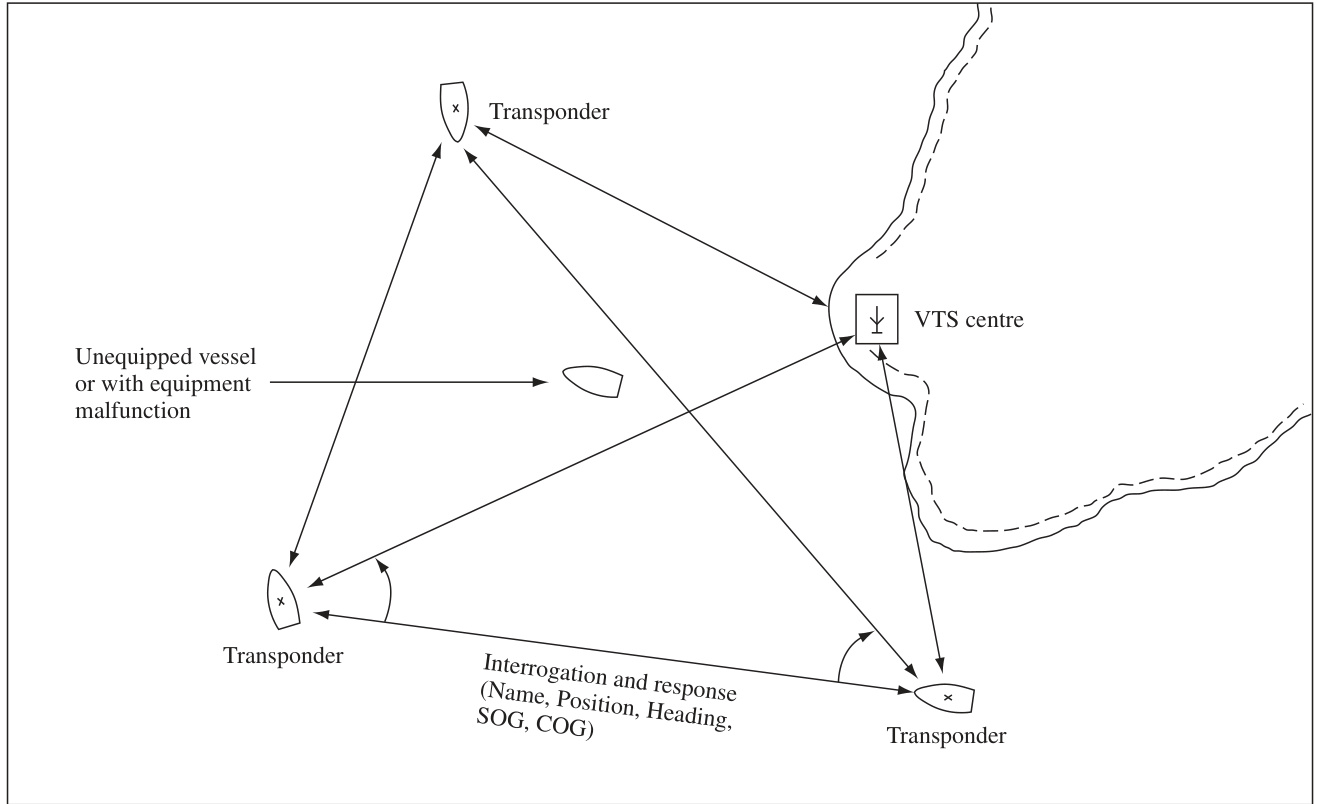 Transponder
VTS centre
Unequipped vessel
or with equipment
malfunction
Transponder
Interrogation and response
(Name, Position, Heading,
SOG, COG)
Transponder